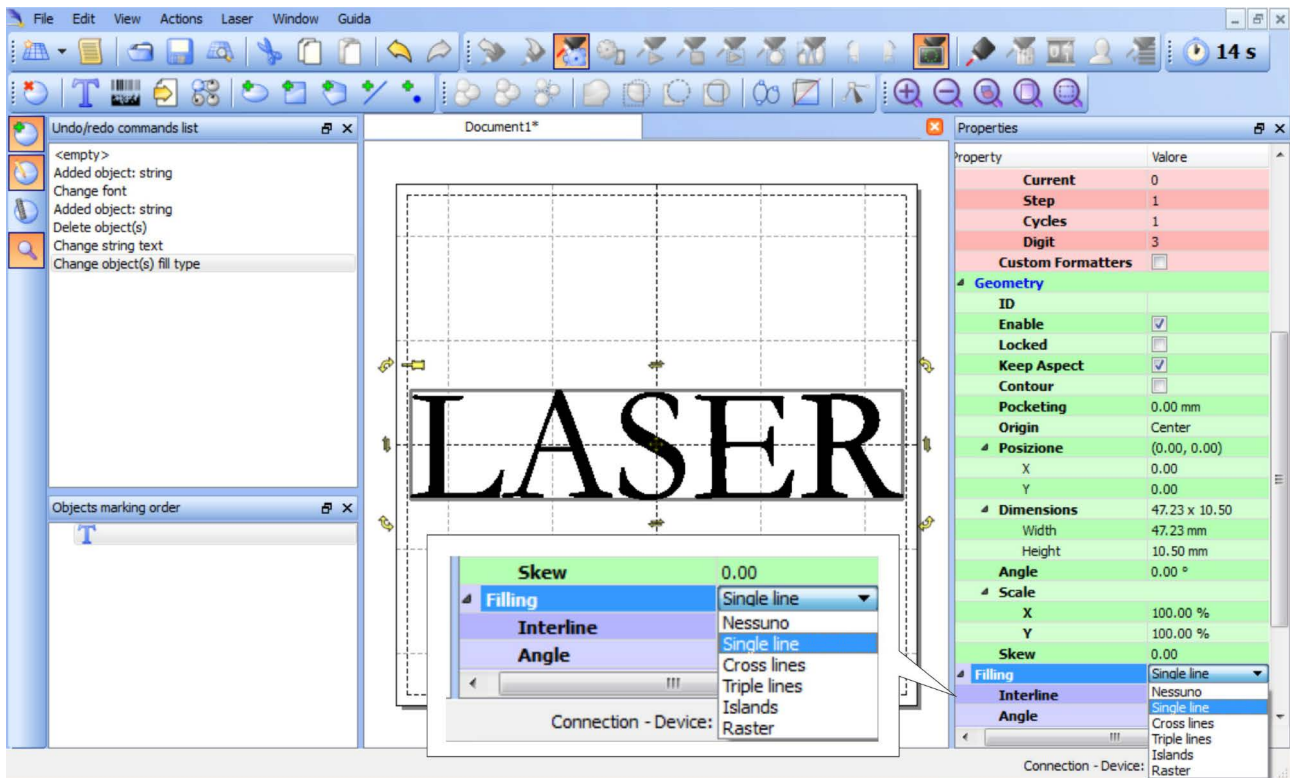 File Edit View Actions Laser Window Guida
14 s
Undo/redo commands list
Document1*
Properties
<empty>
Added object: string
Change font
Added object: string
Delete object(s)
Change string text
Change object(s) fill type
Objects marking order
T
LASER
Property Valore
Current 0
Step 1
Cycles 1
Digit 3
Custom Formatters
Geometry
ID
Enable
Locked
Keep Aspect
Contour
Pocketing 0.00 mm
Origin Center
Posizione (0.00, 0.00)
X 0.00
Y 0.00
Dimensions 47.23 x 10.50
Width 47.23 mm
Height 10.50 mm
Angle 0.00 °
Scale
X 100.00 %
Y 100.00 %
Skew 0.00
Filling Single line
Interline Nessuno
Single line
Angle Cross lines
Triple lines
Islands
Connection - Device: Raster
Skew 0.00
Filling Single line
Interline Nessuno
Single line
Angle Cross lines
Triple lines
Islands
Connection - Device: Raster